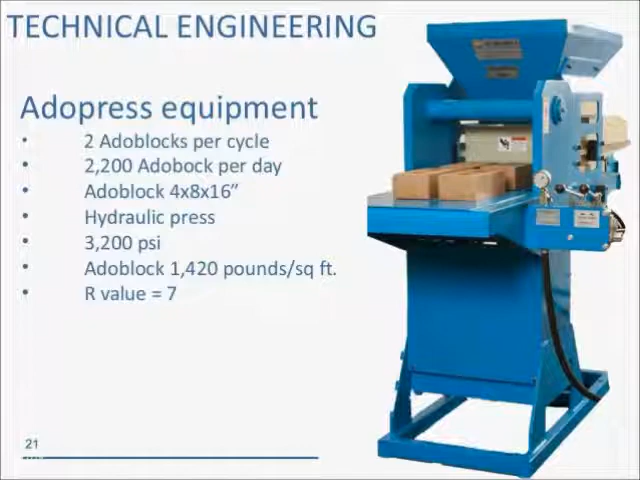 TECHNICAL ENGINEERING
Adopress equipment
• 2 Adoblocks per cycle
• 2,200 Adobock per day
• Adoblock 4x8x16”
• Hydraulic press
• 3,200 psi
• Adoblock 1,420 pounds/sq ft.
• R value = 7
21